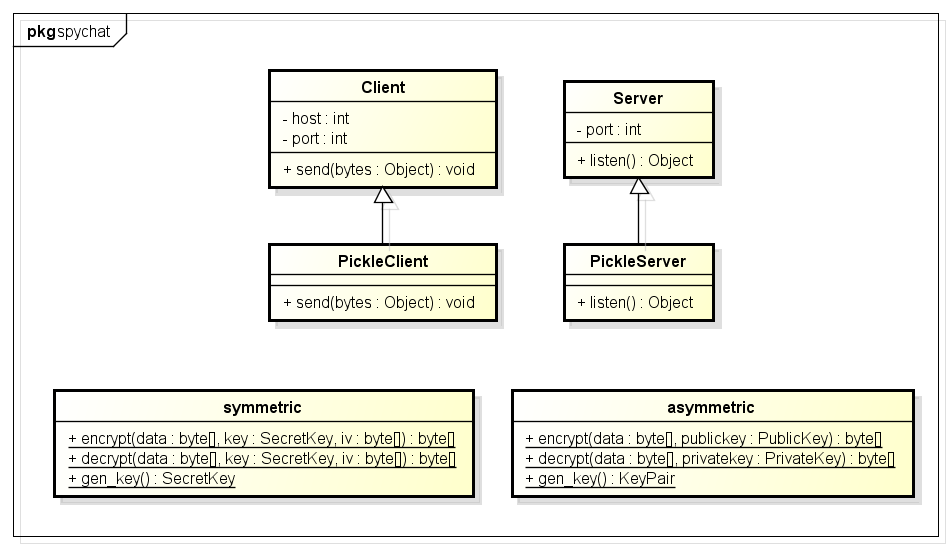 pkg spychat
Client
- host : int
- port : int
+ send(bytes : Object) : void
Server
- port : int
+ listen() : Object
PickleClient
+ send(bytes : Object) : void
PickleServer
+ listen() : Object
symmetric
+ encrypt(data : byte[], key : SecretKey, iv : byte[]) : byte[]
+ decrypt(data : byte[], key : SecretKey, iv : byte[]) : byte[]
+ gen_key() : SecretKey
asymmetric
+ encrypt(data : byte[], publickey : PublicKey) : byte[]
+ decrypt(data : byte[], privatekey : PrivateKey) : byte[]
+ gen_key() : KeyPair